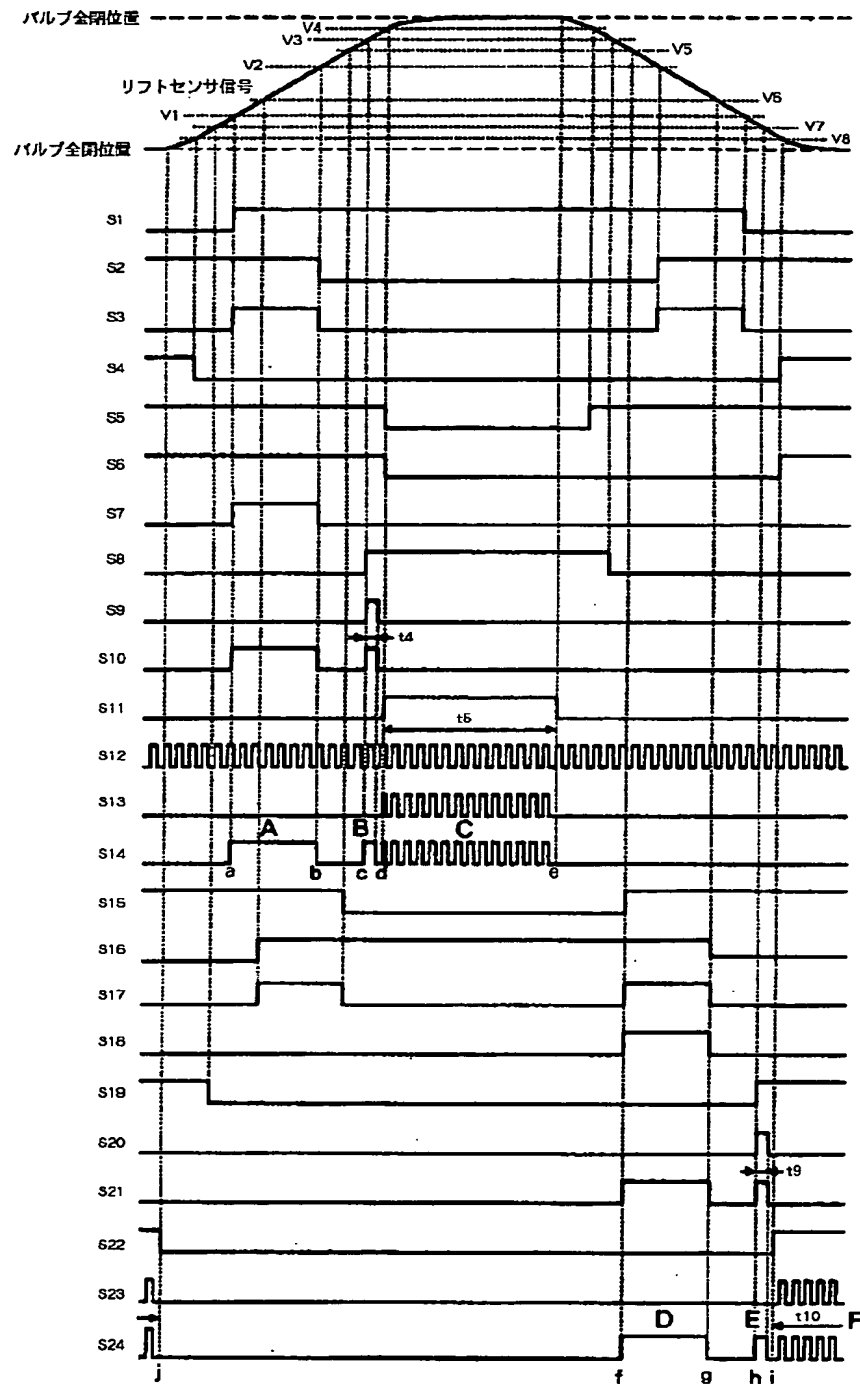 バルブ全閉位置
V4
V3
V5
V2
リフトセンサ信号
V6
V1
V7
バルブ全開位置
V8
S1
S2
S3
S4
S5
S6
S7
S8
S9
t4
S10
S11
t5
S12
S13
A B C
S14
a b c d e
S15
S16
S17
S18
S19
S20
t9
S21
S22
S23
D E t10 F
S24
j f g h i